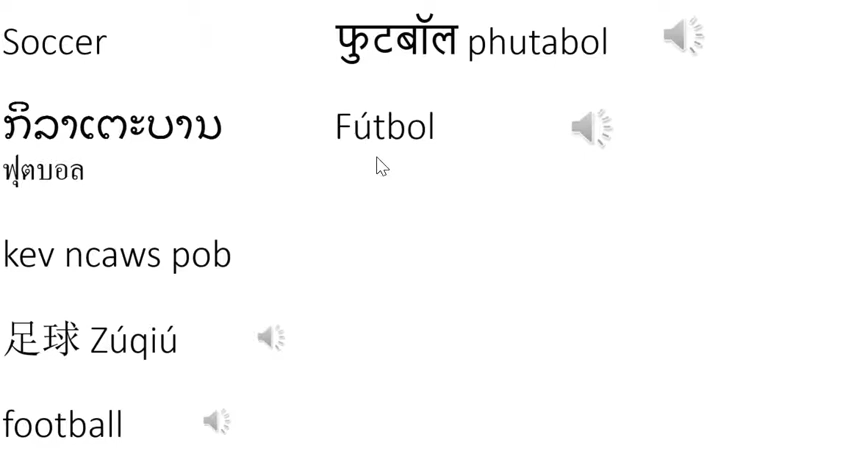 Soccer
फुटबॉल phutabol
ກິລາເຕະບານ
Fútbol
ฟุตบอล
kev ncaws pob
足球 Zúqiú
football